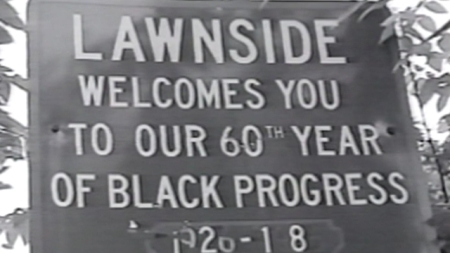 LAWNSIDE
WELCOMES YOU
TO OUR 60TH YEAR
OF BLACK PROGRESS